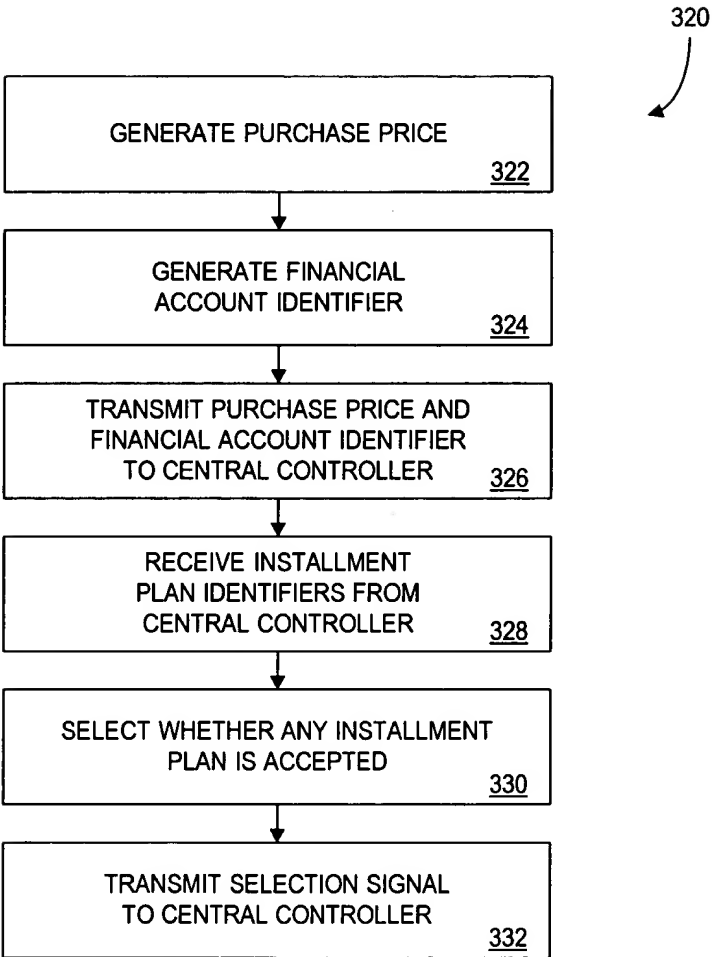 320
GENERATE PURCHASE PRICE
322
GENERATE FINANCIAL
ACCOUNT IDENTIFIER
324
TRANSMIT PURCHASE PRICE AND
FINANCIAL ACCOUNT IDENTIFIER
TO CENTRAL CONTROLLER
326
RECEIVE INSTALLMENT
PLAN IDENTIFIERS FROM
CENTRAL CONTROLLER
328
SELECT WHETHER ANY INSTALLMENT
PLAN IS ACCEPTED
330
TRANSMIT SELECTION SIGNAL
TO CENTRAL CONTROLLER
332